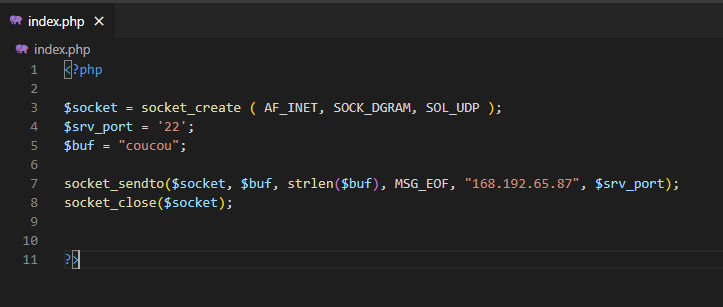 index.php ×
index.php
1 <?php
2
3 $socket = socket_create ( AF_INET, SOCK_DGRAM, SOL_UDP );
4 $srv_port = '22';
5 $buf = "coucou";
6
7 socket_sendto($socket, $buf, strlen($buf), MSG_EOF, "168.192.65.87", $srv_port);
8 socket_close($socket);
9
10
11 ?>